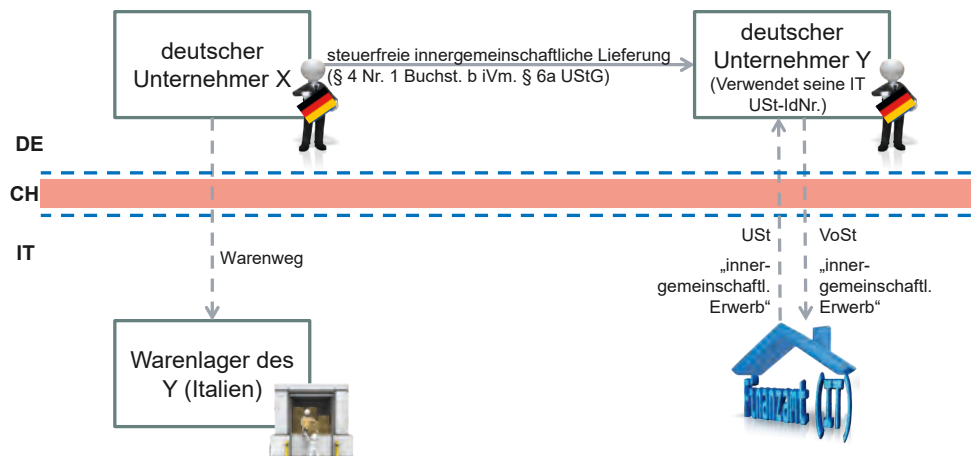 deutscher
Unternehmer X
steuerfreie innergemeinschaftliche Lieferung
(§ 4 Nr. 1 Buchst. b iVm. § 6a UStG)
deutscher
Unternehmer Y
(Verwendet seine IT
USt-IdNr.)
DE
CH
IT
Warenweg
USt
„inner-
gemeinschaftl.
Erwerb“
VoSt
„inner-
gemeinschaftl.
Erwerb“
Warenlager des
Y (Italien)
Finanzamt (IT)